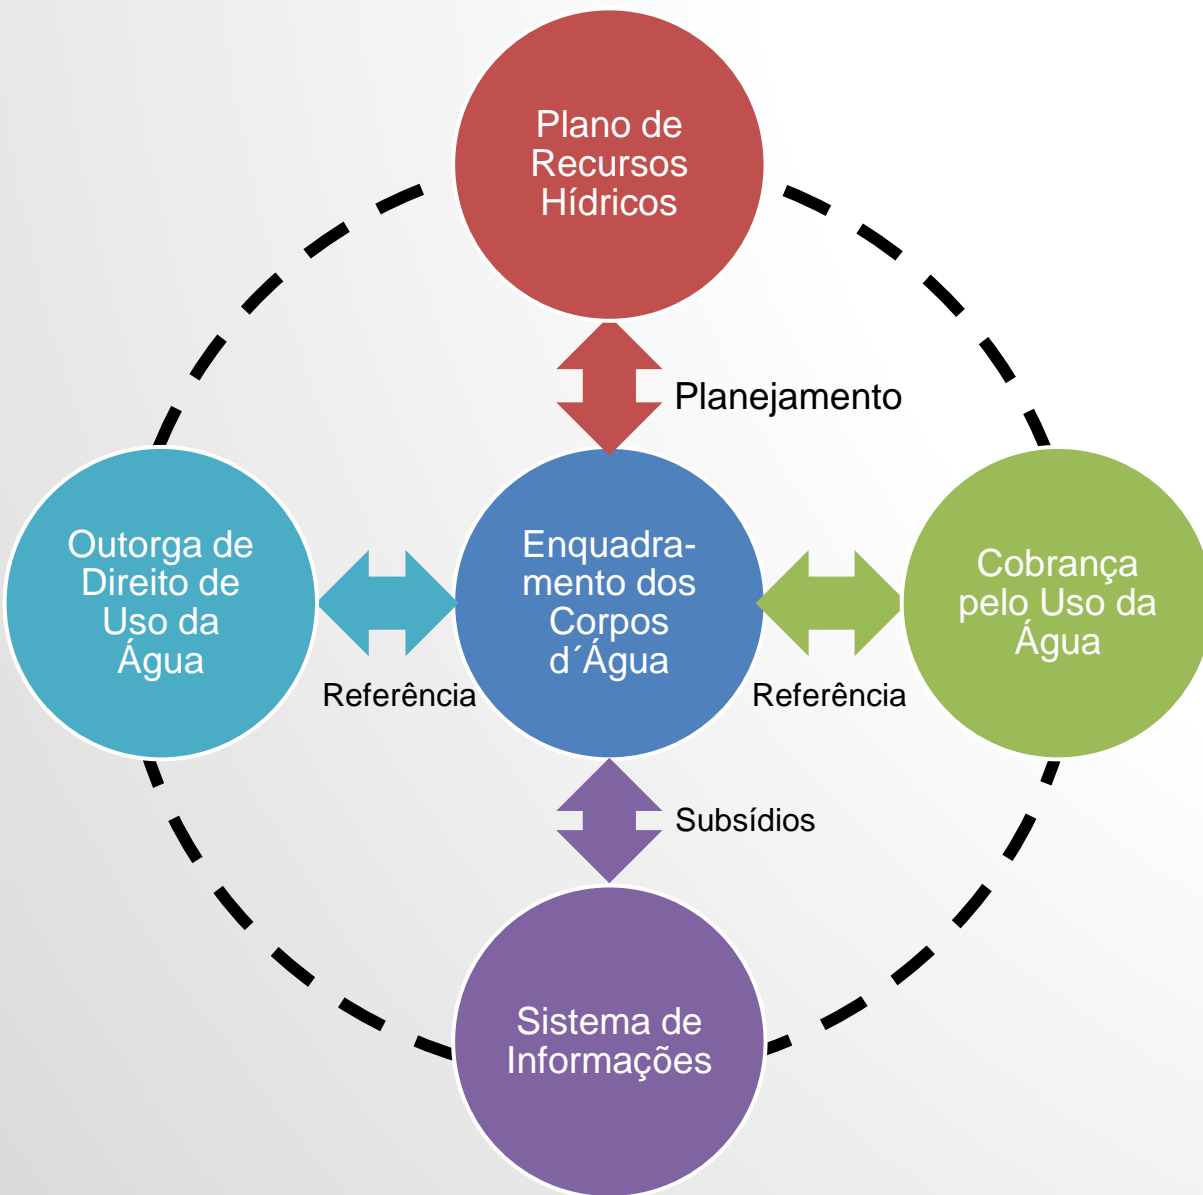 Plano de
Recursos
Hídricos
Planejamento
Outorga de
Direito de
Uso da
Água
Referência
Enquadra-
mento dos
Corpos
d´Água
Referência
Cobrança
pelo Uso da
Água
Subsídios
Sistema de
Informações